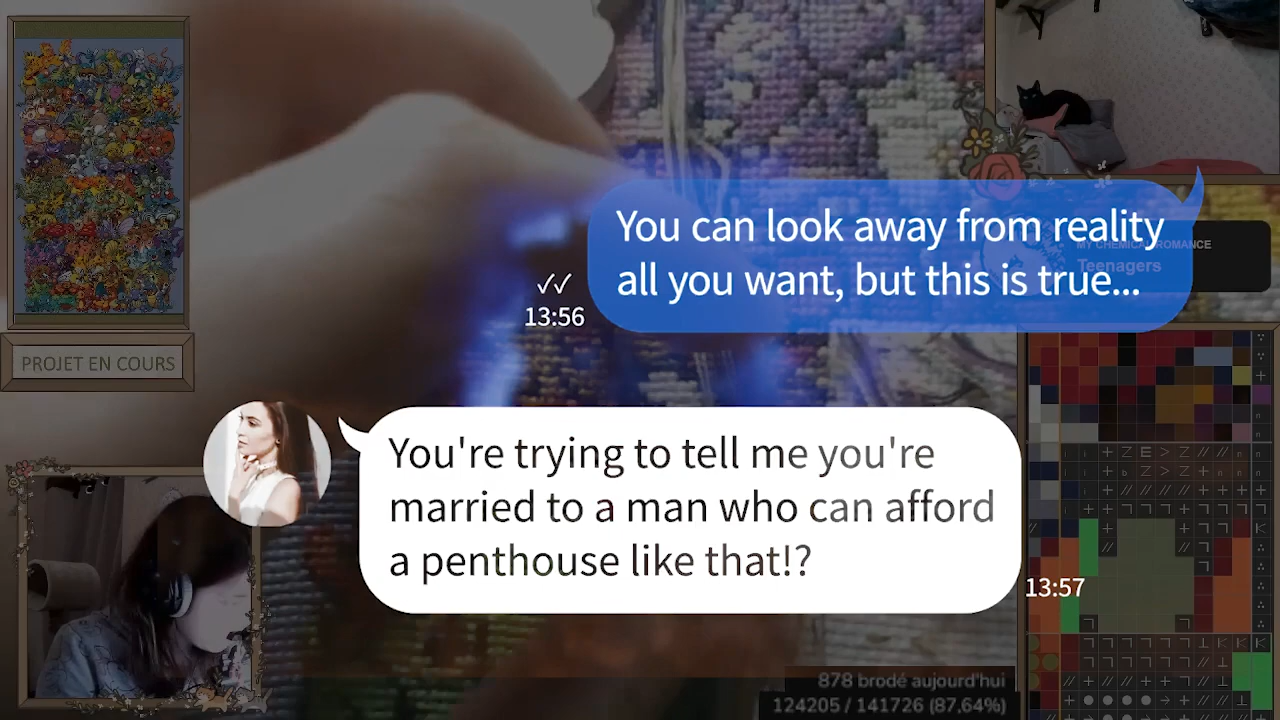 You can look away from reality
all you want, but this is true...
MY CHEMICAL ROMANCE
Teenagers
13:56
PROJET EN COURS
You're trying to tell me you're
married to a man who can afford
a penthouse like that!?
13:57
878 brodé aujourd'hui
124205 / 141726 (87,64%)